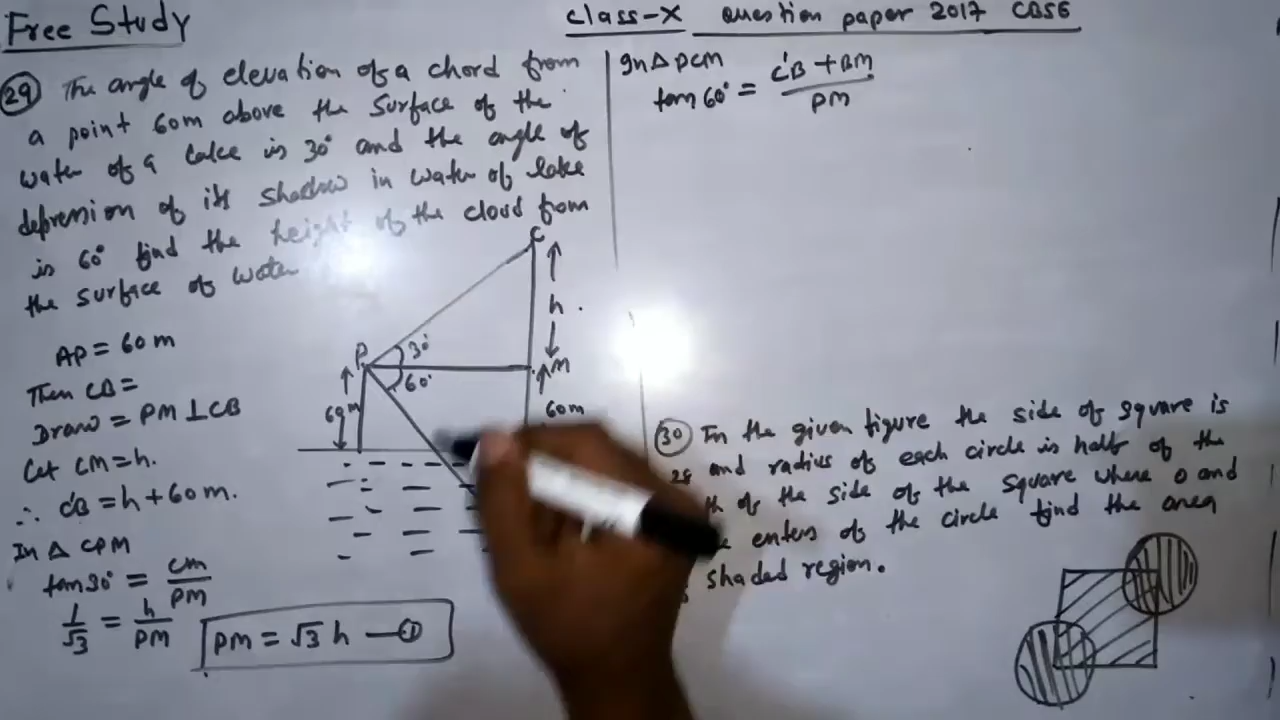 Free Study
Class-X Question paper 2017 CBSE
29 The angle of elevation of a chord from
a point 60m above the Surface of the
water of a lake is 30° and the angle of
depression of its shadow in water of lake
is 60° find the height of the cloud from
the surface of water
AP = 60 m
Then CB =
Draw = PM ⊥ CB
Let CM = h.
∴ C'B = h + 60 m.
In Δ CPM
tan 30° = CM/PM
1/√3 = h/PM
PM = √3 h —①
C
h.
P
30°
60°
M
60m
60m
In Δ PCM
tan 60° = C'B + BM / PM
30 In the given figure the side of square is
28 and radius of each circle is half of the
of the side of the square where O and
of the circle find the area
shaded region.